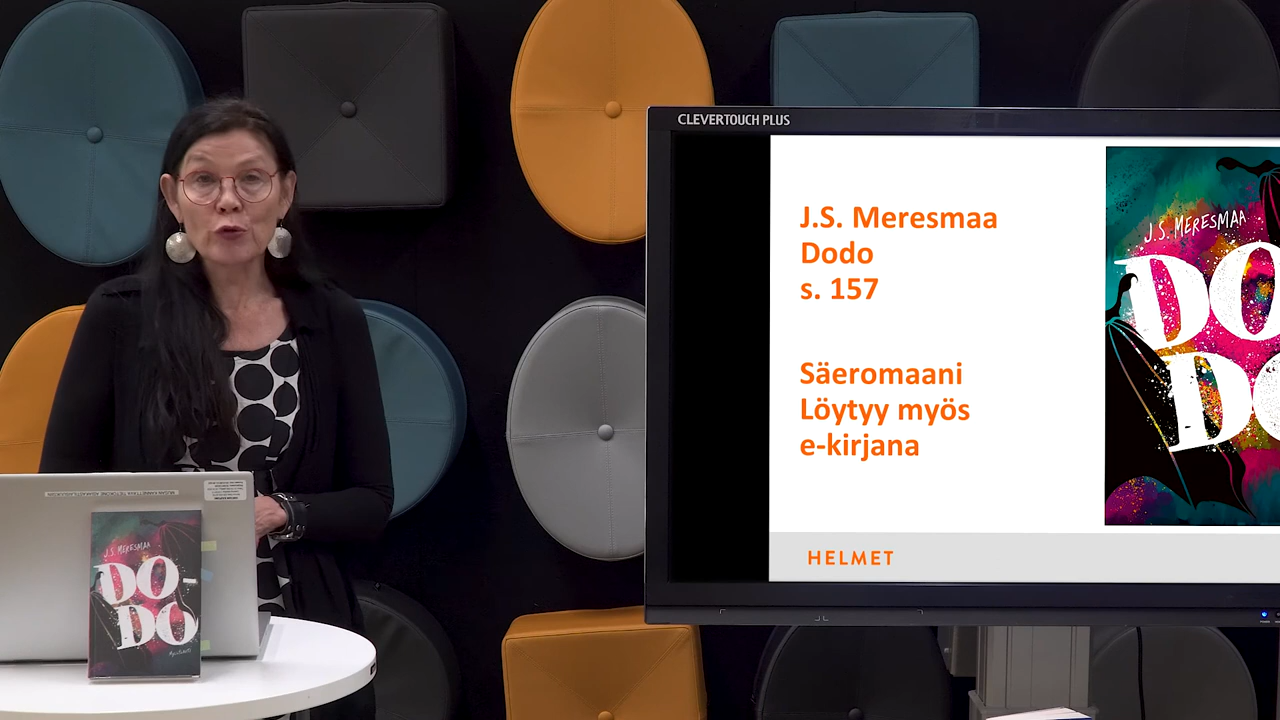 CLEVERTOUCH PLUS
J.S. Meresmaa
Dodo
s. 157
Säeromaani
Löytyy myös
e-kirjana
HELMET
J.S. MERESMAA
DO
DO
J.S. MERESMAA
DO-
DO